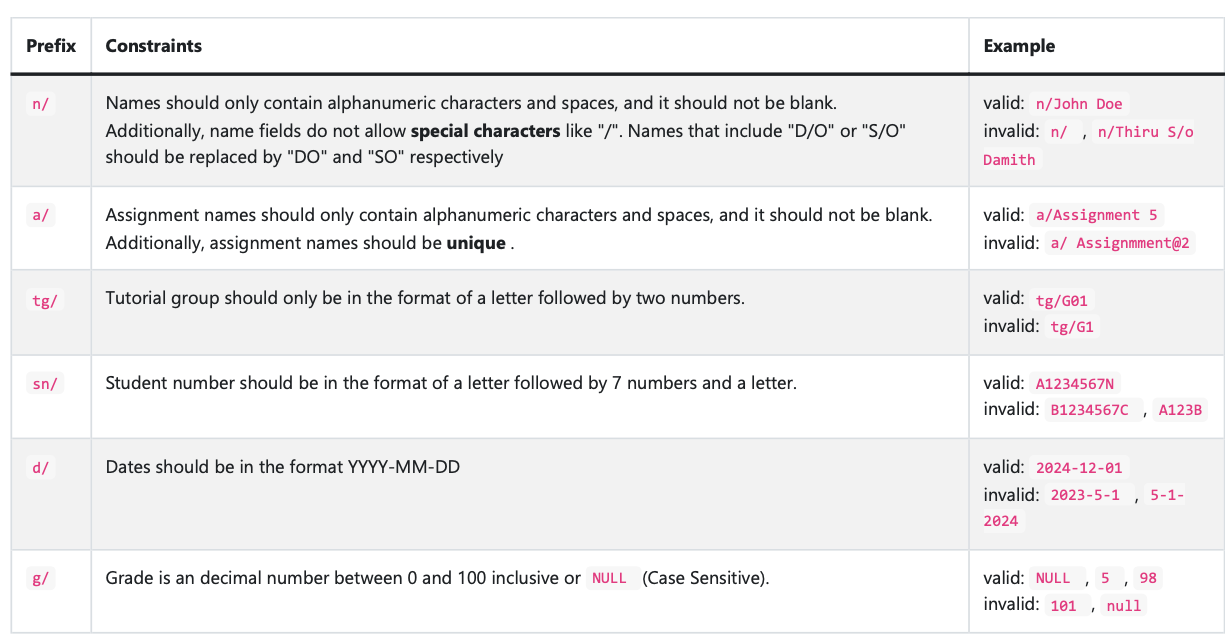 Prefix Constraints Example
n/ Names should only contain alphanumeric characters and spaces, and it should not be blank. valid: n/John Doe
Additionally, name fields do not allow special characters like "/". Names that include "D/O" or "S/O" invalid: n/ , n/Thiru S/o
should be replaced by "DO" and "SO" respectively Damith
a/ Assignment names should only contain alphanumeric characters and spaces, and it should not be blank. valid: a/Assignment 5
Additionally, assignment names should be unique . invalid: a/ Assignmment@2
tg/ Tutorial group should only be in the format of a letter followed by two numbers. valid: tg/G01
invalid: tg/G1
sn/ Student number should be in the format of a letter followed by 7 numbers and a letter. valid: A1234567N
invalid: B1234567C , A123B
d/ Dates should be in the format YYYY-MM-DD valid: 2024-12-01
invalid: 2023-5-1 , 5-1-
2024
g/ Grade is an decimal number between 0 and 100 inclusive or NULL (Case Sensitive). valid: NULL , 5 , 98
invalid: 101 , null